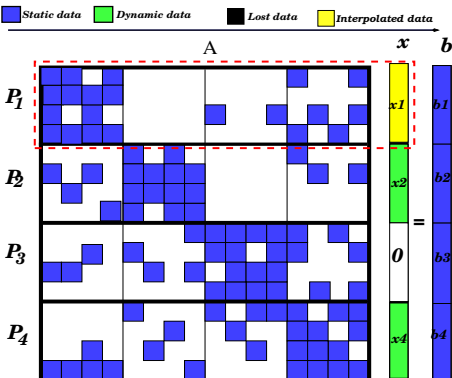 Static data Dynamic data Lost data Interpolated data
A x b
P1 x1 b1
P2 x2 b2
P3 0 = b3
P4 x4 b4